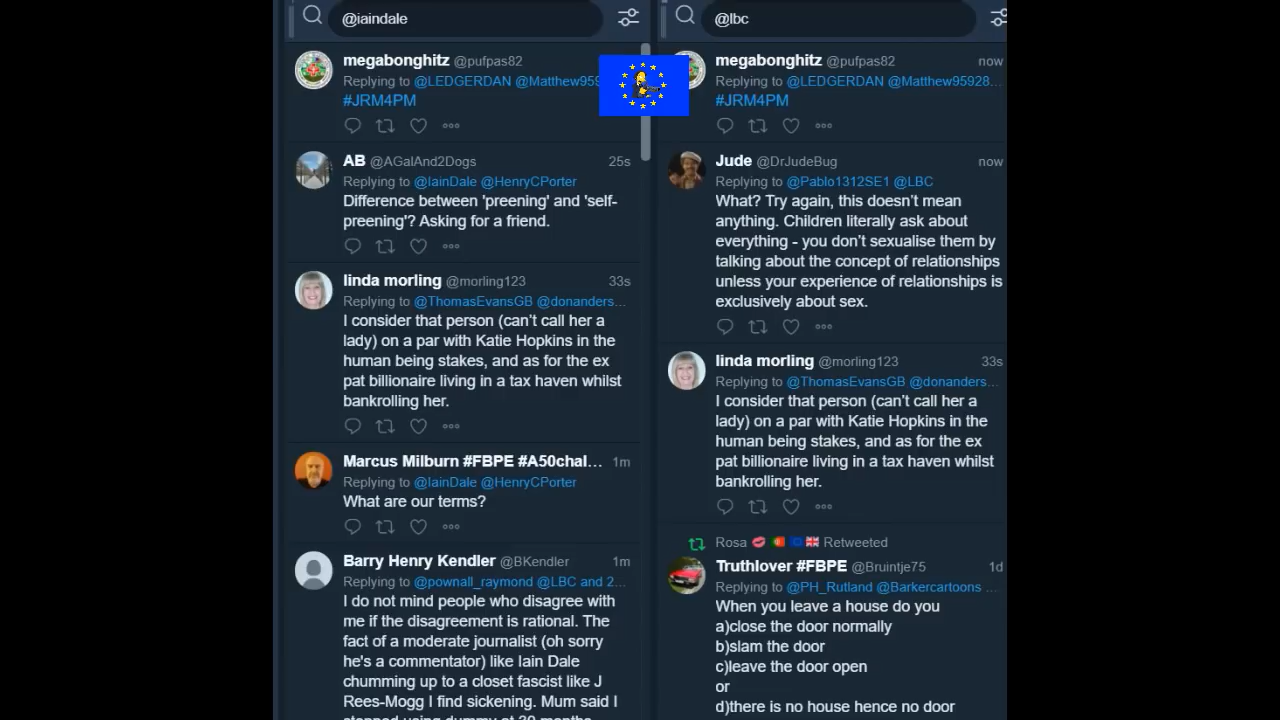 @iaindale
megabonghitz @pufpas82
Replying to @LEDGERDAN @Matthew959
#JRM4PM
AB @AGalAnd2Dogs 25s
Replying to @IainDale @HenryCPorter
Difference between 'preening' and 'self-
preening'? Asking for a friend.
linda morling @morling123 33s
Replying to @ThomasEvansGB @donanders...
I consider that person (can't call her a
lady) on a par with Katie Hopkins in the
human being stakes, and as for the ex
pat billionaire living in a tax haven whilst
bankrolling her.
Marcus Milburn #FBPE #A50chal... 1m
Replying to @IainDale @HenryCPorter
What are our terms?
Barry Henry Kendler @BKendler 1m
Replying to @pownall_raymond @LBC and 2...
I do not mind people who disagree with
me if the disagreement is rational. The
fact of a moderate journalist (oh sorry
he's a commentator) like Iain Dale
chumming up to a closet fascist like J
Rees-Mogg I find sickening. Mum said I
stopped using dummy at 30 months
@lbc
megabonghitz @pufpas82 now
Replying to @LEDGERDAN @Matthew95928...
#JRM4PM
Jude @DrJudeBug now
Replying to @Pablo1312SE1 @LBC
What? Try again, this doesn't mean
anything. Children literally ask about
everything - you don't sexualise them by
talking about the concept of relationships
unless your experience of relationships is
exclusively about sex.
linda morling @morling123 33s
Replying to @ThomasEvansGB @donanders...
I consider that person (can't call her a
lady) on a par with Katie Hopkins in the
human being stakes, and as for the ex
pat billionaire living in a tax haven whilst
bankrolling her.
Rosa 💋 🇵🇹 🇪🇺 🇬🇧 Retweeted
Truthlover #FBPE @Bruintje75 1d
Replying to @PH_Rutland @Barkercartoons ...
When you leave a house do you
a)close the door normally
b)slam the door
c)leave the door open
or
d)there is no house hence no door